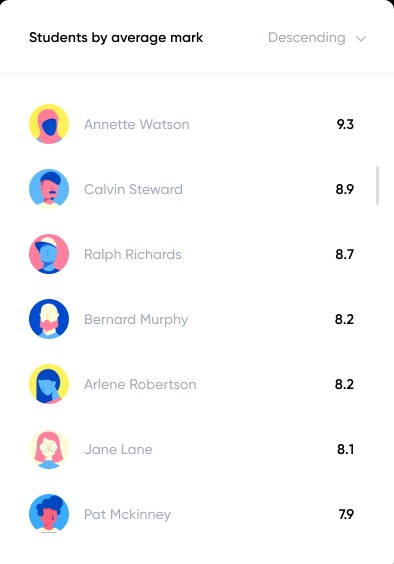 Students by average mark Descending
Annette Watson 9.3
Calvin Steward 8.9
Ralph Richards 8.7
Bernard Murphy 8.2
Arlene Robertson 8.2
Jane Lane 8.1
Pat Mckinney 7.9